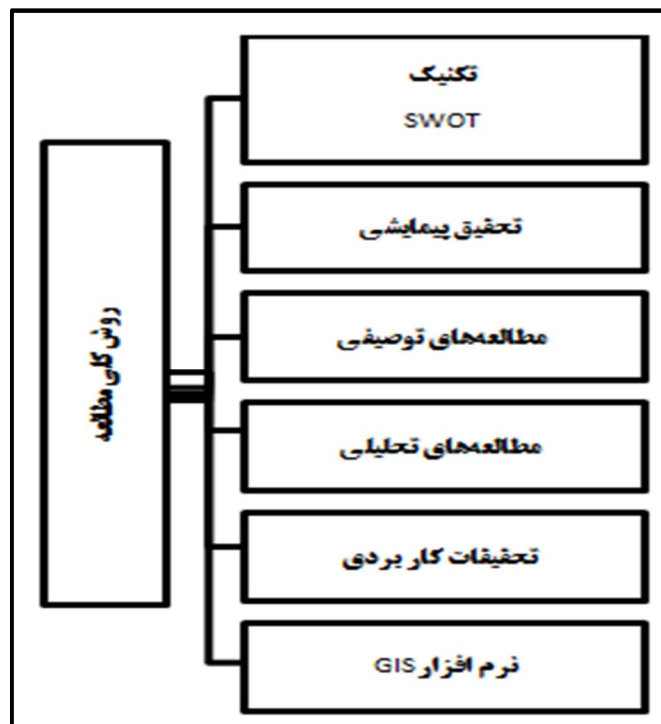 روش کلی مطالعه
تکنیک
SWOT
تحقیق پیمایشی
مطالعه‌های توصیفی
مطالعه‌های تحلیلی
تحقیقات کاربردی
نرم افزار GIS